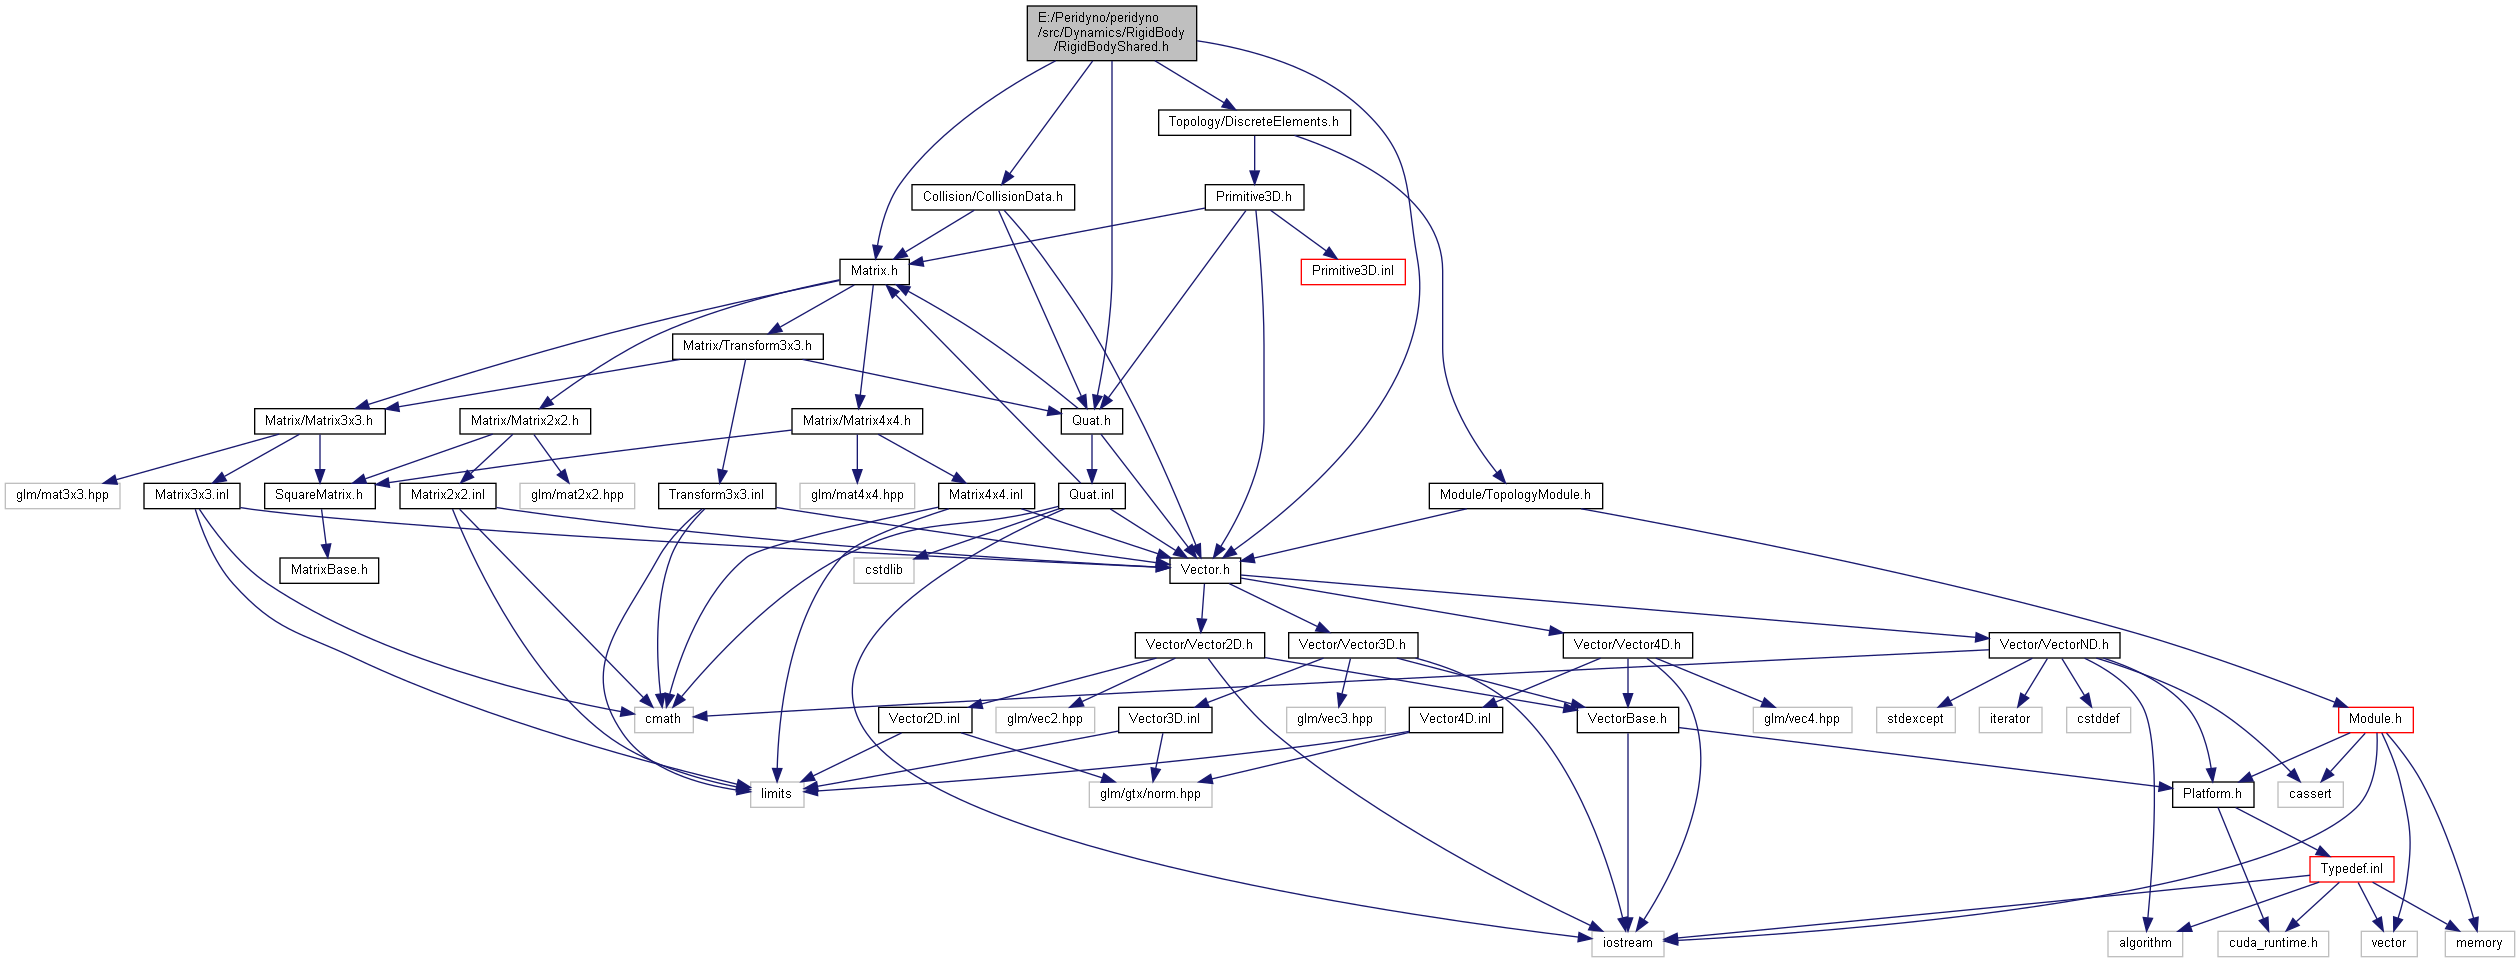 E:/Peridyno/peridyno
/src/Dynamics/RigidBody
/RigidBodyShared.h
Topology/DiscreteElements.h
Collision/CollisionData.h
Primitive3D.h
Matrix.h
Primitive3D.inl
Matrix/Transform3x3.h
Matrix/Matrix3x3.h
Matrix/Matrix2x2.h
Matrix/Matrix4x4.h
Quat.h
glm/mat3x3.hpp
Matrix3x3.inl
SquareMatrix.h
Matrix2x2.inl
glm/mat2x2.hpp
Transform3x3.inl
glm/mat4x4.hpp
Matrix4x4.inl
Quat.inl
Module/TopologyModule.h
MatrixBase.h
cstdlib
Vector.h
Vector/Vector2D.h
Vector/Vector3D.h
Vector/Vector4D.h
Vector/VectorND.h
cmath
Vector2D.inl
glm/vec2.hpp
Vector3D.inl
glm/vec3.hpp
Vector4D.inl
VectorBase.h
glm/vec4.hpp
stdexcept
iterator
cstddef
Module.h
limits
glm/gtx/norm.hpp
Platform.h
cassert
Typedef.inl
iostream
algorithm
cuda_runtime.h
vector
memory